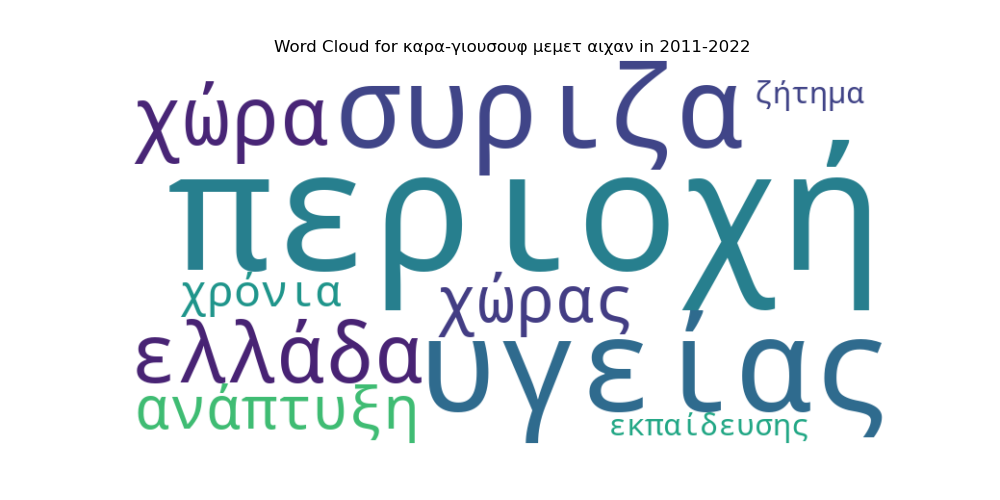 Word Cloud for καρα-γιουσουφ μεμετ αιχαν in 2011-2022
χώρα συριζα ζήτημα
περιοχή
χρόνια χώρας
ελλάδα υγείας
ανάπτυξη εκπαίδευσης